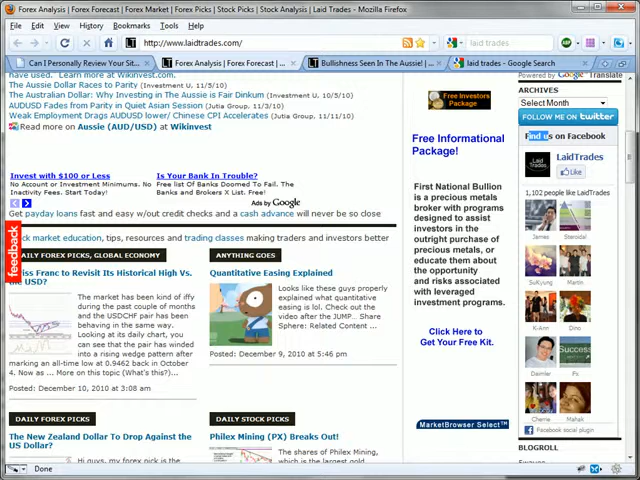 Forex Analysis | Forex Forecast | Forex Market | Forex Picks | Stock Picks | Stock Analysis | Laid Trades - Mozilla Firefox
File Edit View History Bookmarks Tools Help
http://www.laidtrades.com/
laid trades
Can I Personally Review Your Sit...
Forex Analysis | Forex Forecast | ...
Bullishness Seen In The Aussie! | ...
laid trades - Google Search
have used. Learn more at Wikinvest.com.
The Aussie Dollar Races to Parity (Wikinvest U, 11/5/10)
The Australian Dollar: Why Investing in The Aussie is Fair Dinkum (Wikinvest, 10/5/10)
AUDUSD Fades from Parity in Quiet Asian Session (Jutia Group, 11/3/10)
Weak Employment Drags AUDUSD lower/ Chinese CPI Accelerates (Jutia Group, 11/11/10)
Read more on Aussie (AUD/USD) at Wikinvest
Invest with $100 or Less
No Account or Investment Minimums. No Inactivity Fees. Start Today!
Is Your Bank In Trouble?
Free list Of Banks Doomed To Fail. The Banks and Brokers X List. Free!
Ads by Google
Get payday loans fast and easy w/out credit checks and a cash advance will never be so close
market education, tips, resources and trading classes making traders and investors better
feedback
DAILY FOREX PICKS, GLOBAL ECONOMY
Franc to Revisit Its Historical High Vs.
The market has been kind of iffy
during the past couple of months
and the USDCHF pair has been
behaving in the same way.
Looking at its daily chart, you
can see that the pair has winded
into a rising wedge pattern after
marking an all-time low at 0.9462 back in October
4. Now as ... More on this topic (What's this?)...
Posted: December 10, 2010 at 3:08 am
ANYTHING GOES
Quantitative Easing Explained
Looks like these guys properly
explained what quantitative
easing is lol. Check out the
video after the JUMP... Share
Sphere: Related Content ...
Posted: December 9, 2010 at 5:46 pm
DAILY FOREX PICKS
The New Zealand Dollar To Drop Against the
US Dollar?
Hi guys, my forex pick is the
DAILY STOCK PICKS
Philex Mining (PX) Breaks Out!
The shares of Philex Mining,
which is the largest gold
Free Investors
Package
Free Informational
Package!
First National Bullion
is a precious metals
broker with programs
designed to assist
investors in the
outright purchase of
precious metals, or
educate them about
the opportunity
and risks associated
with leveraged
investment programs.
Click Here to
Get Your Free Kit.
MarketBrowser Select™
Powered by Google Translate
ARCHIVES
Select Month
FOLLOW ME ON twitter
Find us on Facebook
LaidTrades
Like
1,102 people like LaidTrades
James
Steroidal
SuKyung
Martin
K-Ann
Dino
Daimler
Po
Cherrie
Mahak
Facebook social plugin
BLOGROLL
Done